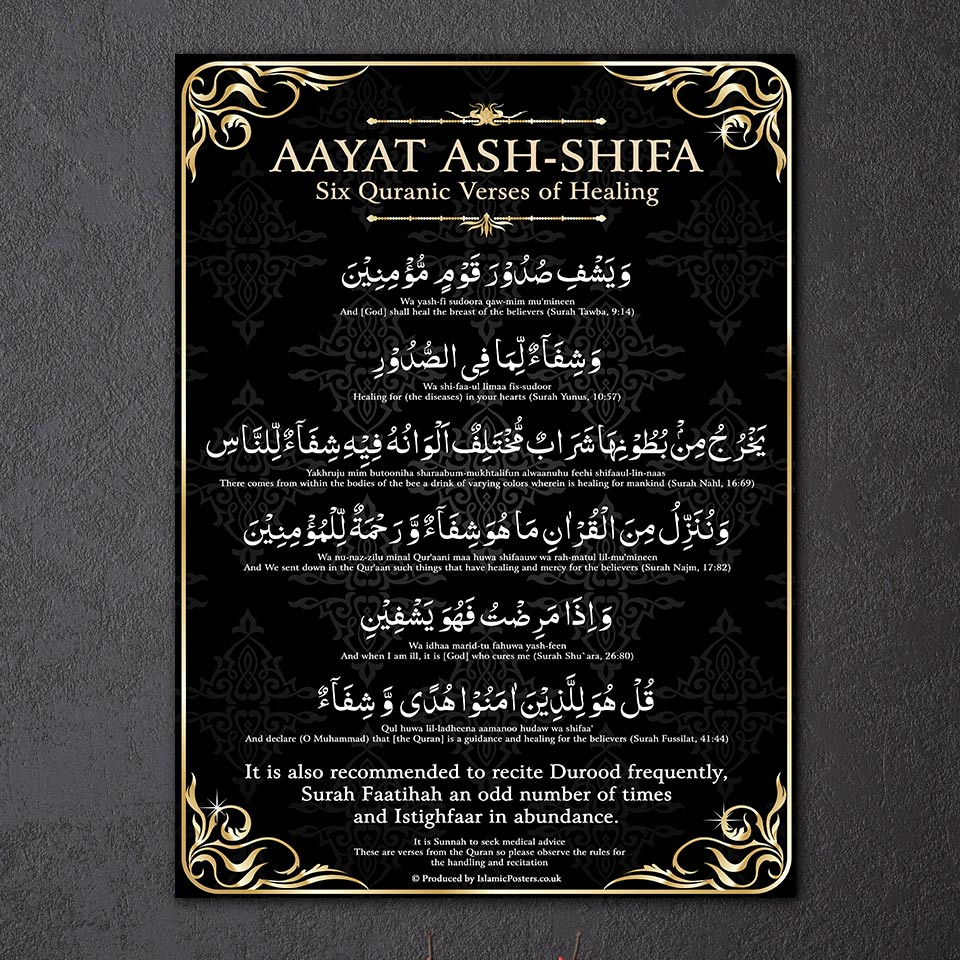 AAYAT ASH-SHIFA
Six Quranic Verses of Healing
وَيَشْفِ صُدُوْرَ قَوْمٍ مُّؤْمِنِيْنَ
Wa yash-fi sudoora qaw-mim mu'mineen
And [God] shall heal the breast of the believers (Surah Tawba, 9:14)
وَشِفَآءٌ لِّمَا فِى الصُّدُوْرِ
Wa shi-faa-ul limaa fis-sudoor
Healing for (the diseases) in your hearts (Surah Yunus, 10:57)
يَخْرُجُ مِنْۢ بُطُوْنِهَا شَرَابٌ مُّخْتَلِفٌ اَلْوَانُهٗ فِيْهِ شِفَآءٌ لِّلنَّاسِ
Yakhruju mim butooniha sharaabum-mukhtalifun alwaanuhu feehi shifaaul-lin-naas
There comes from within the bodies of the bee a drink of varying colors wherein is healing for mankind (Surah Nahl, 16:69)
وَنُنَزِّلُ مِنَ الْقُرْاٰنِ مَا هُوَ شِفَآءٌ وَّرَحْمَةٌ لِّلْمُؤْمِنِيْنَ
Wa nu-naz-zilu minal Qur'aani maa huwa shifaauw wa rah-matul lil-mu'mineen
And We sent down in the Qur'aan such things that have healing and mercy for the believers (Surah Najm, 17:82)
وَاِذَا مَرِضْتُ فَهُوَ يَشْفِيْنِ
Wa idhaa marid-tu fahuwa yash-feen
And when I am ill, it is [God] who cures me (Surah Shu`ara, 26:80)
قُلْ هُوَ لِلَّذِيْنَ اٰمَنُوْا هُدًى وَّشِفَآءٌ
Qul huwa lil-ladheena aamanoo hudaw wa shifaa'
And declare (O Muhammad) that [the Quran] is a guidance and healing for the believers (Surah Fussilat, 41:44)
It is also recommended to recite Durood frequently,
Surah Faatihah an odd number of times
and Istighfaar in abundance.
It is Sunnah to seek medical advice
These are verses from the Quran so please observe the rules for
the handling and recitation
© Produced by IslamicPosters.co.uk